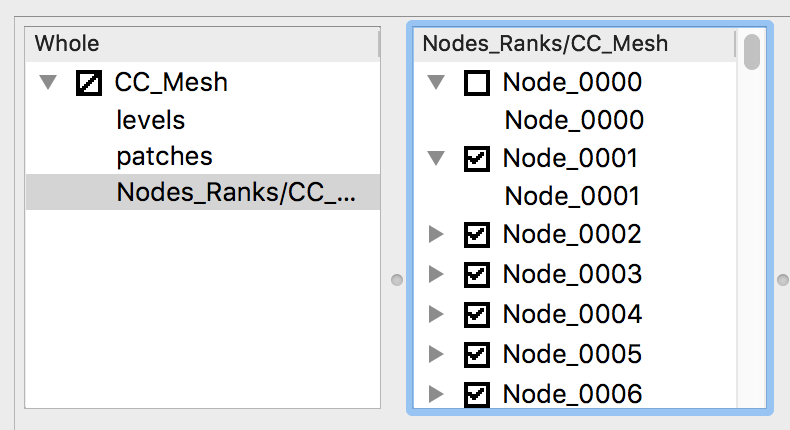 Whole
CC_Mesh
levels
patches
Nodes_Ranks/CC_...
Nodes_Ranks/CC_Mesh
Node_0000
Node_0000
Node_0001
Node_0001
Node_0002
Node_0003
Node_0004
Node_0005
Node_0006